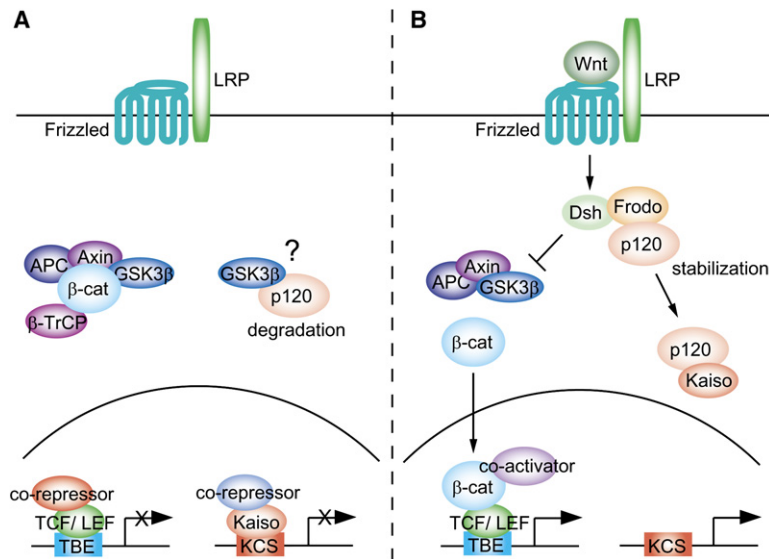 A
LRP
Frizzled
APC
Axin
GSK3β
β-cat
β-TrCP
?
GSK3β
p120
degradation
co-repressor
TCF/ LEF
TBE
X
co-repressor
Kaiso
KCS
X
B
Wnt
LRP
Frizzled
Dsh
Frodo
p120
stabilization
Axin
APC
GSK3β
β-cat
p120
Kaiso
co-activator
β-cat
TCF/ LEF
TBE
KCS